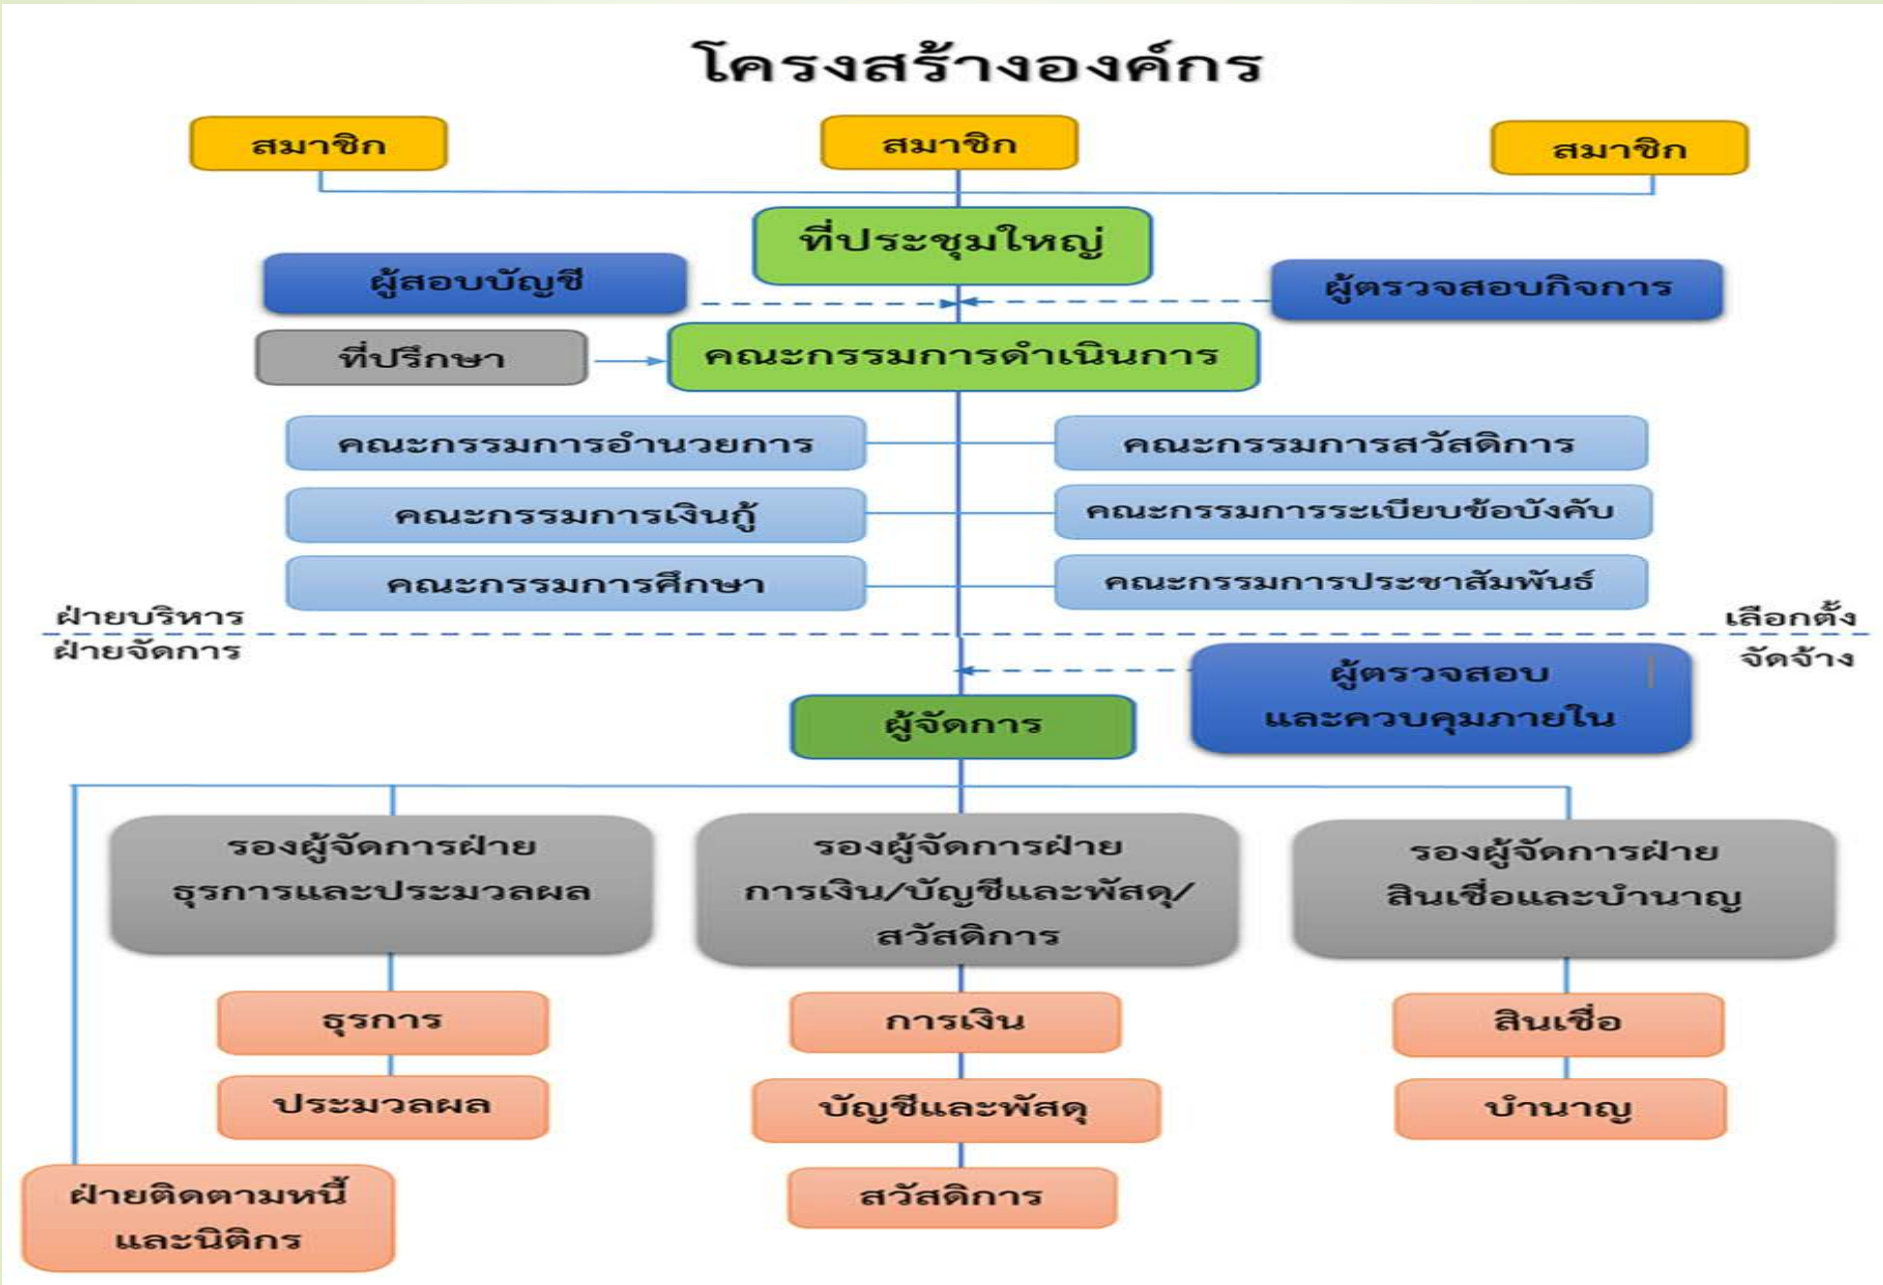 โครงสร้างองค์กร
สมาชิก
สมาชิก
สมาชิก
ที่ประชุมใหญ่
ผู้สอบบัญชี
ผู้ตรวจสอบกิจการ
ที่ปรึกษา
คณะกรรมการดำเนินการ
คณะกรรมการอำนวยการ
คณะกรรมการสวัสดิการ
คณะกรรมการเงินกู้
คณะกรรมการระเบียบข้อบังคับ
คณะกรรมการศึกษา
คณะกรรมการประชาสัมพันธ์
ฝ่ายบริหาร
เลือกตั้ง
ฝ่ายจัดการ
จัดจ้าง
ผู้ตรวจสอบ
และควบคุมภายใน
ผู้จัดการ
รองผู้จัดการฝ่าย
ธุรการและประมวลผล
รองผู้จัดการฝ่าย
การเงิน/บัญชีและพัสดุ/
สวัสดิการ
รองผู้จัดการฝ่าย
สินเชื่อและบำนาญ
ธุรการ
การเงิน
สินเชื่อ
ประมวลผล
บัญชีและพัสดุ
บำนาญ
ฝ่ายติดตามหนี้
และนิติกร
สวัสดิการ